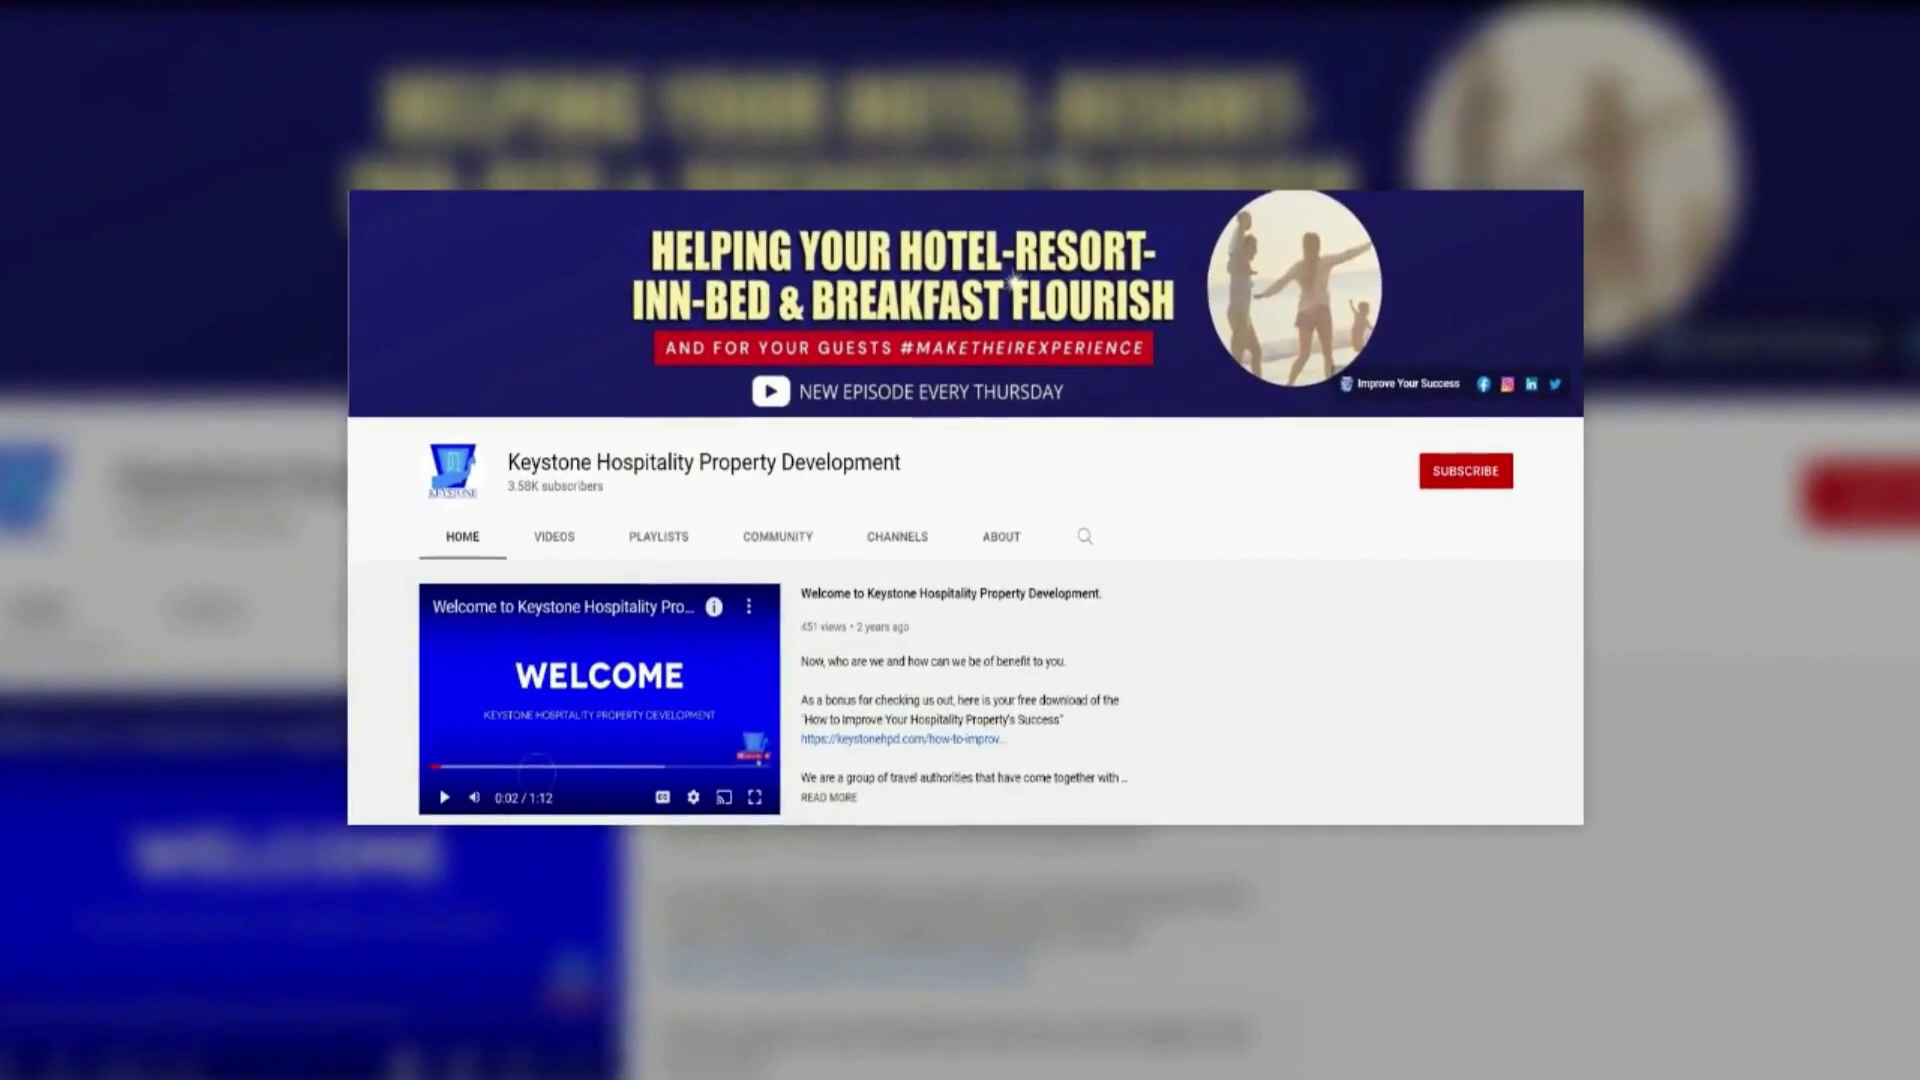 HELPING YOUR HOTEL-RESORT-
INN-BED & BREAKFAST FLOURISH
AND FOR YOUR GUESTS #MAKETHEIREXPERIENCE
NEW EPISODE EVERY THURSDAY
Improve Your Success
KEYSTONE
Keystone Hospitality Property Development
3.58K subscribers
SUBSCRIBE
HOME VIDEOS PLAYLISTS COMMUNITY CHANNELS ABOUT
Welcome to Keystone Hospitality Pro...
WELCOME
KEYSTONE HOSPITALITY PROPERTY DEVELOPMENT
0:02 / 1:12
Welcome to Keystone Hospitality Property Development.
451 views • 2 years ago
Now, who are we and how can we be of benefit to you.
As a bonus for checking us out, here is your free download of the
"How to Improve Your Hospitality Property's Success"
https://keystonehpd.com/how-to-improv...
We are a group of travel authorities that have come together with ...
READ MORE